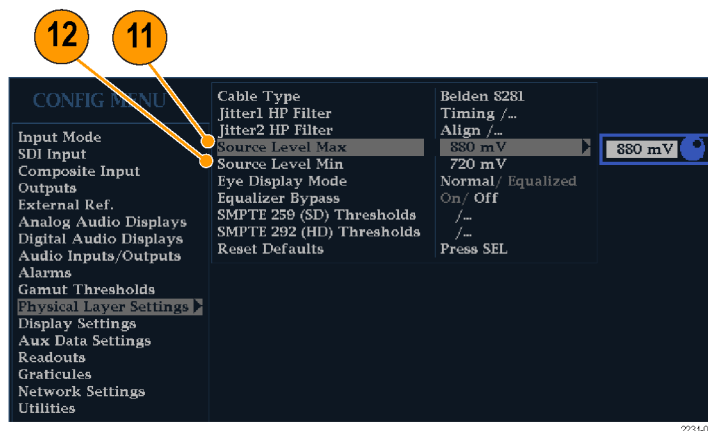 12 11
CONFIG MENU
Input Mode
SDI Input
Composite Input
Outputs
External Ref.
Analog Audio Displays
Digital Audio Displays
Audio Inputs/Outputs
Alarms
Gamut Thresholds
Physical Layer Settings
Display Settings
Aux Data Settings
Readouts
Graticules
Network Settings
Utilities
Cable Type Belden 8281
Jitter1 HP Filter Timing /...
Jitter2 HP Filter Align /...
Source Level Max 880 mV
Source Level Min 720 mV
Eye Display Mode Normal/ Equalized
Equalizer Bypass On/ Off
SMPTE 259 (SD) Thresholds /...
SMPTE 292 (HD) Thresholds /...
Reset Defaults Press SEL
880 mV